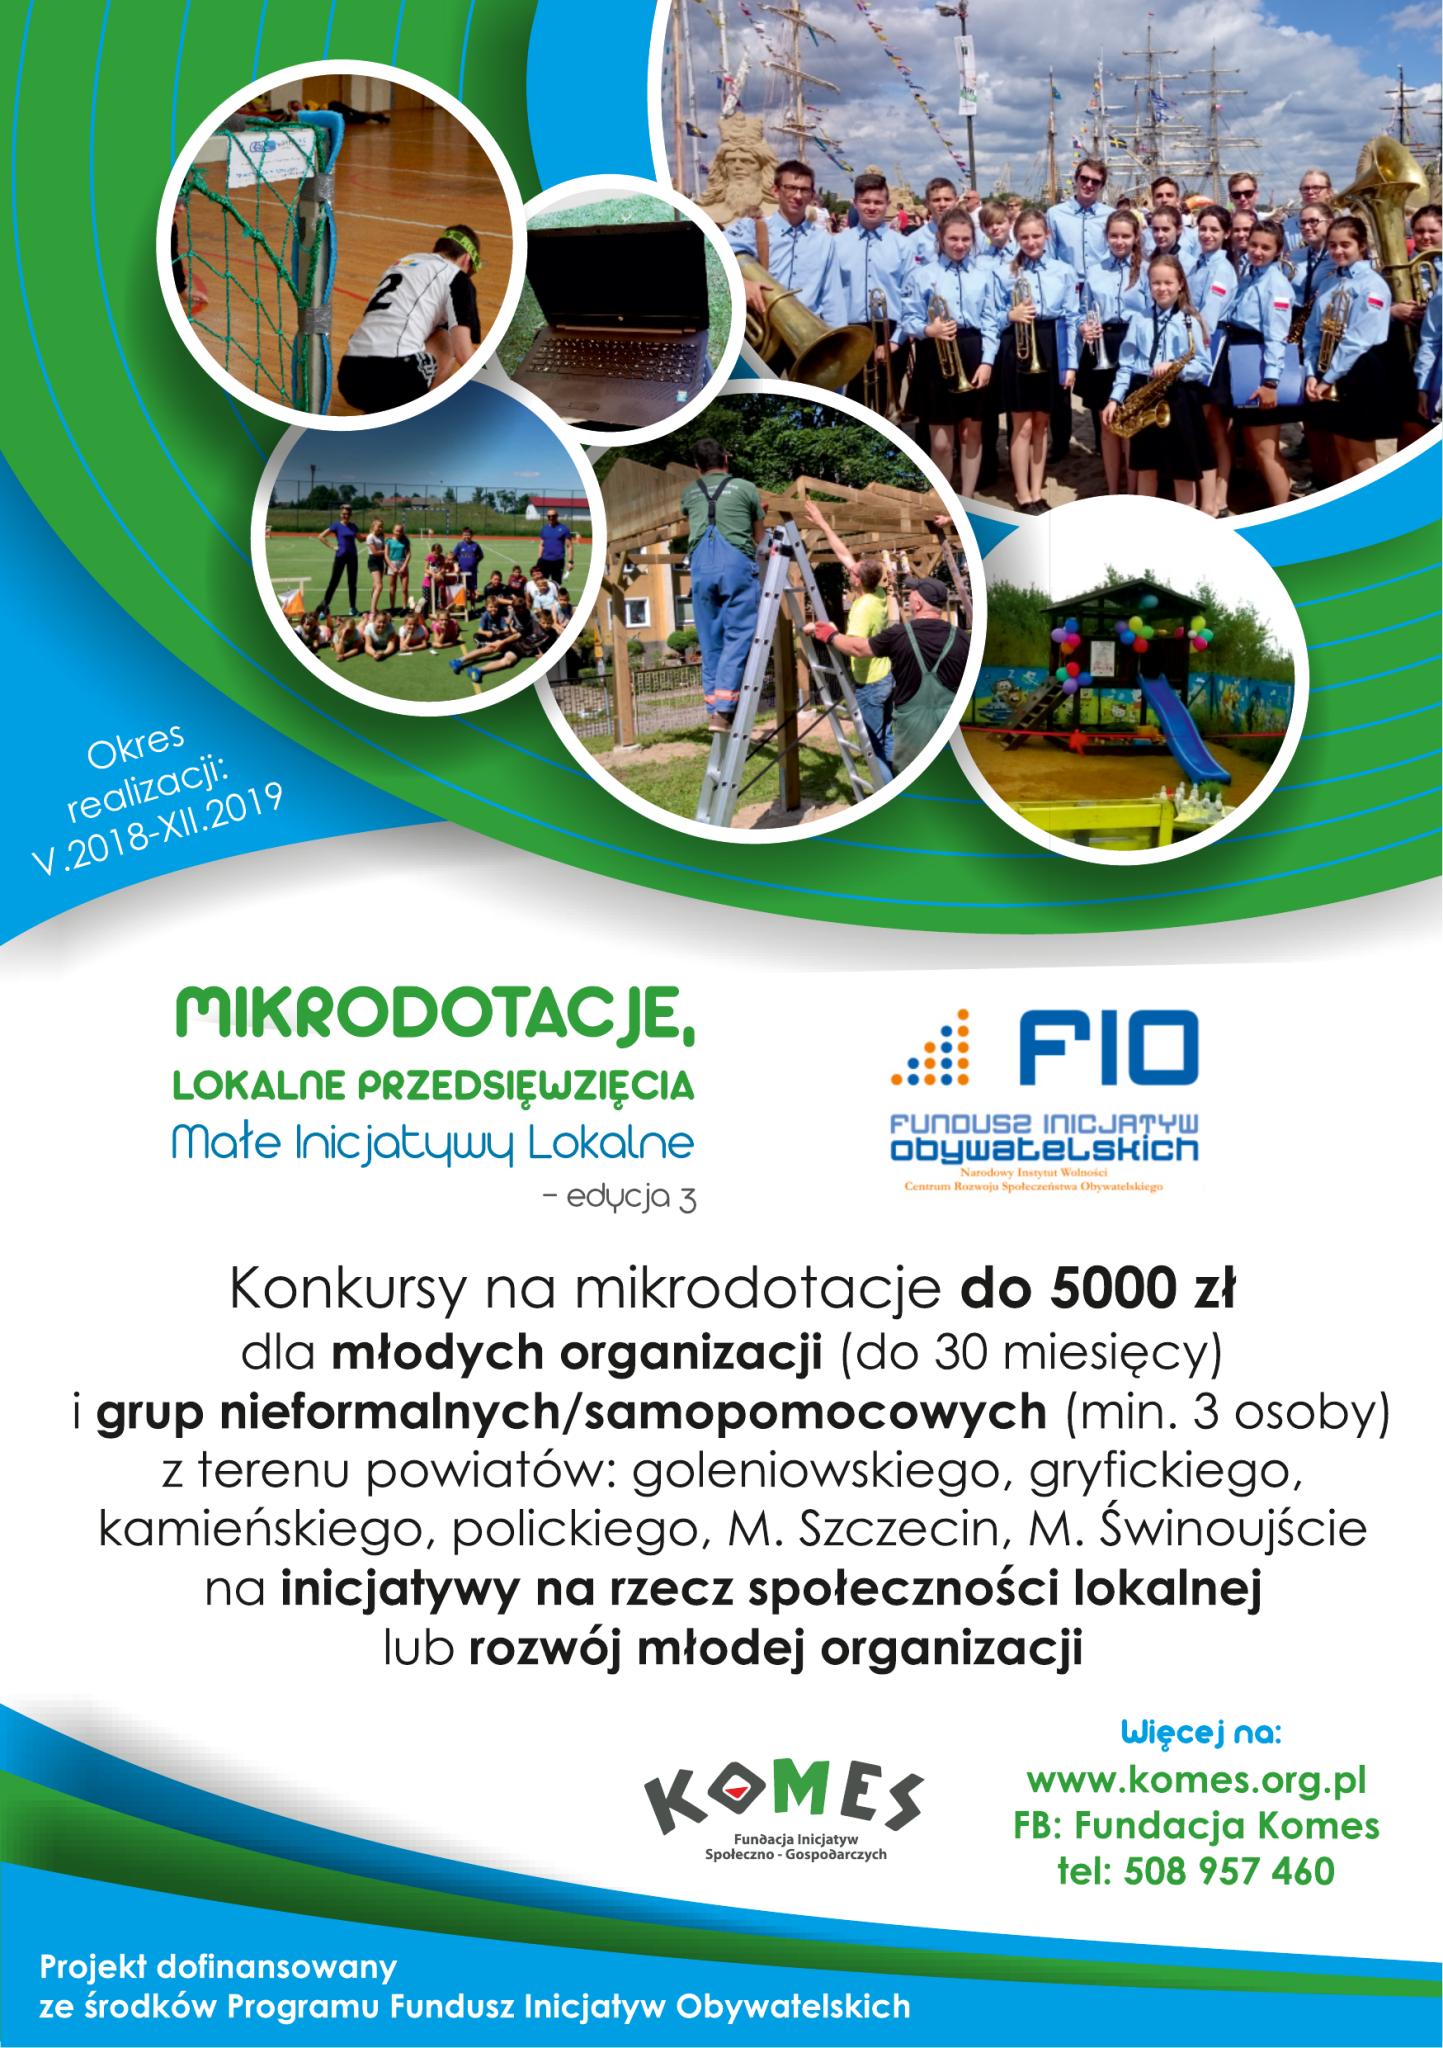 Okres
realizacji:
V.2018-XII.2019
MIKRODOTACJE,
LOKALNE PRZEDSIĘWZIĘCIA
Małe Inicjatywy Lokalne
– edycja 3
FIO
FUNDUSZ INICJATYW
obywatelskich
Narodowy Instytut Wolności
Centrum Rozwoju Społeczeństwa Obywatelskiego
Konkursy na mikrodotacje do 5000 zł
dla młodych organizacji (do 30 miesięcy)
i grup nieformalnych/samopomocowych (min. 3 osoby)
z terenu powiatów: goleniowskiego, gryfickiego,
kamieńskiego, polickiego, M. Szczecin, M. Świnoujście
na inicjatywy na rzecz społeczności lokalnej
lub rozwój młodej organizacji
KOMES
Fundacja Inicjatyw
Społeczno - Gospodarczych
Więcej na:
www.komes.org.pl
FB: Fundacja Komes
tel: 508 957 460
Projekt dofinansowany
ze środków Programu Fundusz Inicjatyw Obywatelskich
2